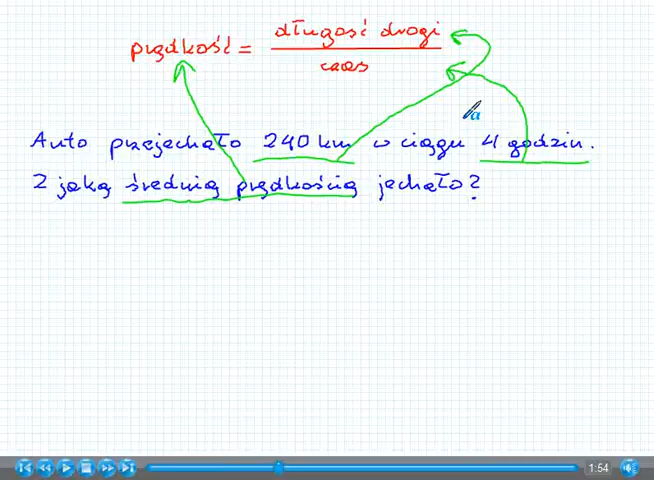 prędkość = długość drogi
czas
Auto przejechało 240 km w ciągu 4 godzin.
Z jaką średnią prędkością jechało?
1:54